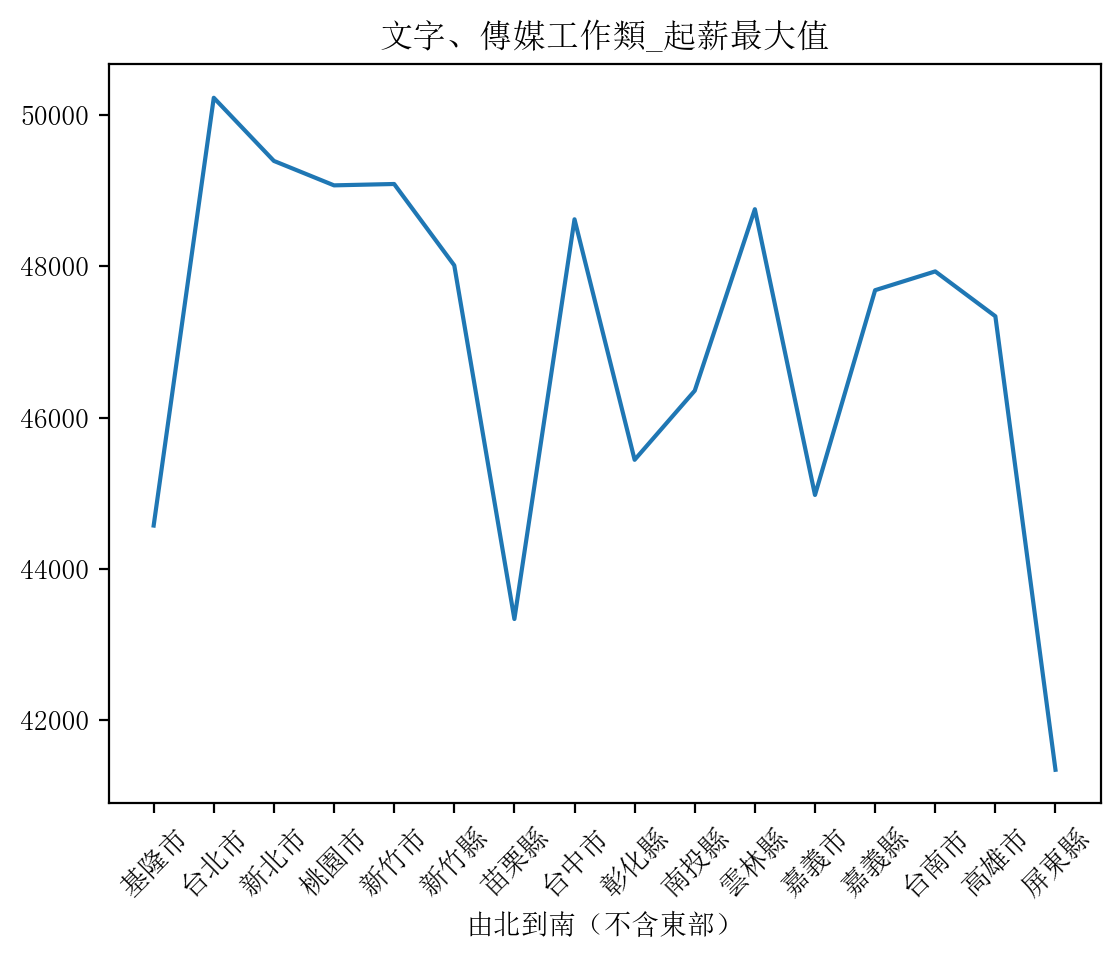 文字、傳媒工作類_起薪最大值
50000
48000
46000
44000
42000
基隆市
台北市
新北市
桃園市
新竹市
新竹縣
苗栗縣
台中市
彰化縣
南投縣
雲林縣
嘉義市
嘉義縣
台南市
高雄市
屏東縣
由北到南（不含東部）